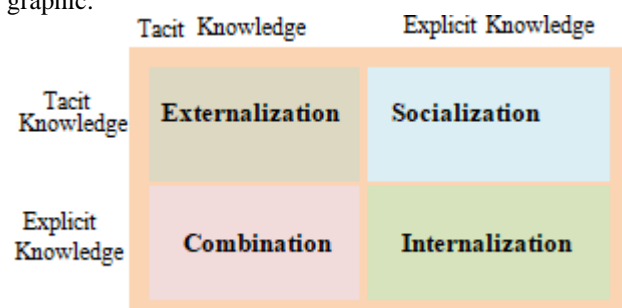 graphic.
Tacit Knowledge Explicit Knowledge
Tacit
Knowledge
Externalization Socialization
Explicit
Knowledge
Combination Internalization